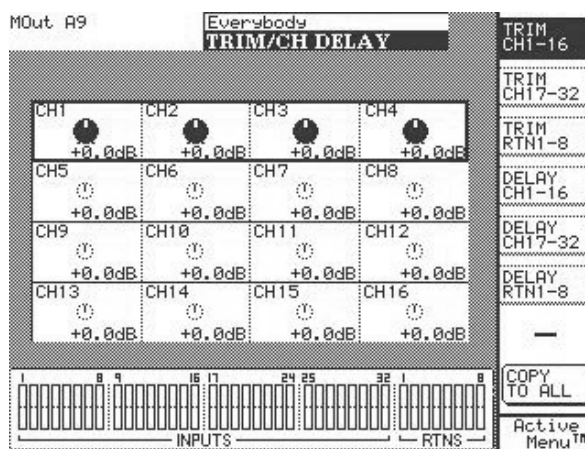 MOut A9
Everybody
TRIM/CH DELAY
TRIM
CH1-16
TRIM
CH17-32
TRIM
RTN1-8
DELAY
CH1-16
DELAY
CH17-32
DELAY
RTN1-8
COPY
TO ALL
Active
Menu™
CH1 CH2 CH3 CH4
+0.0dB +0.0dB +0.0dB +0.0dB
CH5 CH6 CH7 CH8
+0.0dB +0.0dB +0.0dB +0.0dB
CH9 CH10 CH11 CH12
+0.0dB +0.0dB +0.0dB +0.0dB
CH13 CH14 CH15 CH16
+0.0dB +0.0dB +0.0dB +0.0dB
1 8 9 16 17 24 25 32 1 8
INPUTS RTNS